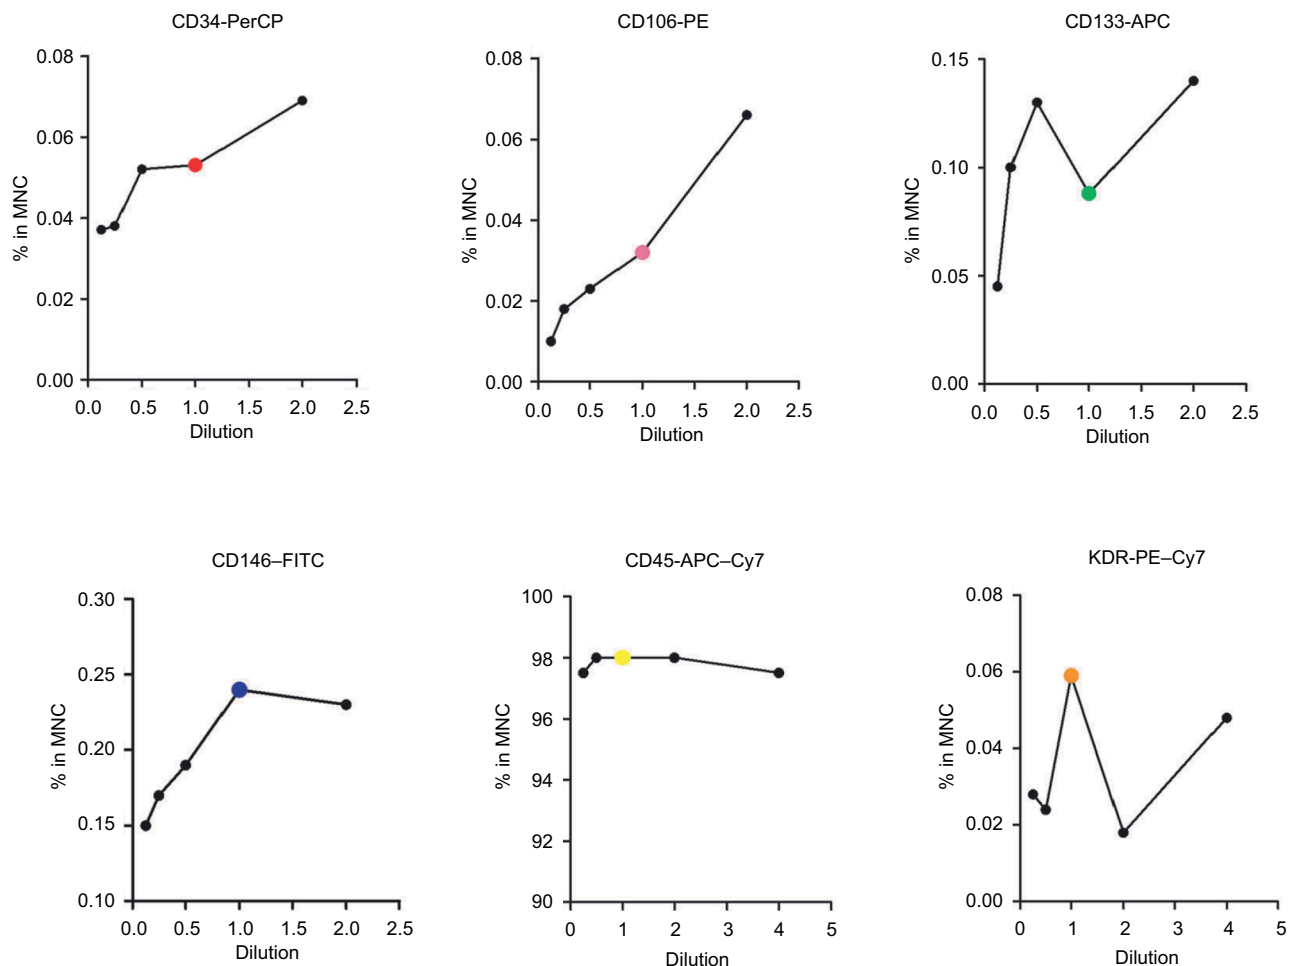 CD34-PerCP
0.08
0.06
0.04
0.02
0.00
% in MNC
0.0 0.5 1.0 1.5 2.0 2.5
Dilution
CD106-PE
0.08
0.06
0.04
0.02
0.00
% in MNC
0.0 0.5 1.0 1.5 2.0 2.5
Dilution
CD133-APC
0.15
0.10
0.05
0.00
% in MNC
0.0 0.5 1.0 1.5 2.0 2.5
Dilution
CD146–FITC
0.30
0.25
0.20
0.15
0.10
% in MNC
0.0 0.5 1.0 1.5 2.0 2.5
Dilution
CD45-APC–Cy7
100
98
96
94
92
90
% in MNC
0 1 2 3 4 5
Dilution
KDR-PE–Cy7
0.08
0.06
0.04
0.02
0.00
% in MNC
0 1 2 3 4 5
Dilution